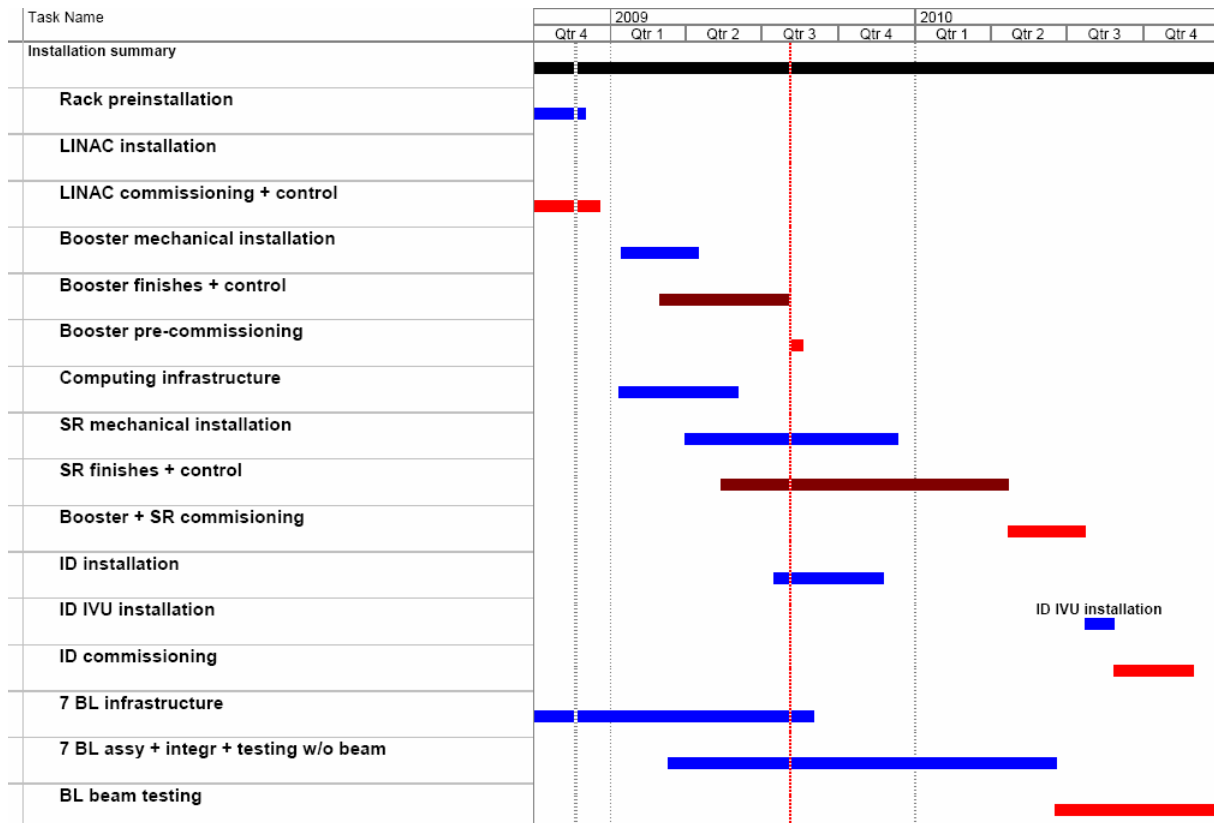 Task Name
2009
2010
Qtr 4 Qtr 1 Qtr 2 Qtr 3 Qtr 4 Qtr 1 Qtr 2 Qtr 3 Qtr 4
Installation summary
Rack preinstallation
LINAC installation
LINAC commissioning + control
Booster mechanical installation
Booster finishes + control
Booster pre-commissioning
Computing infrastructure
SR mechanical installation
SR finishes + control
Booster + SR commisioning
ID installation
ID IVU installation
ID IVU installation
ID commissioning
7 BL infrastructure
7 BL assy + integr + testing w/o beam
BL beam testing